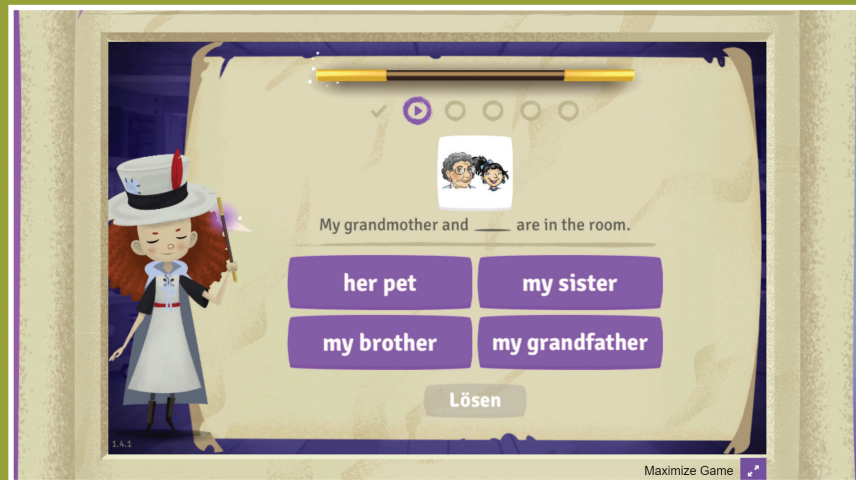 My grandmother and ____ are in the room.
her pet
my sister
my brother
my grandfather
Lösen
1.4.1
Maximize Game